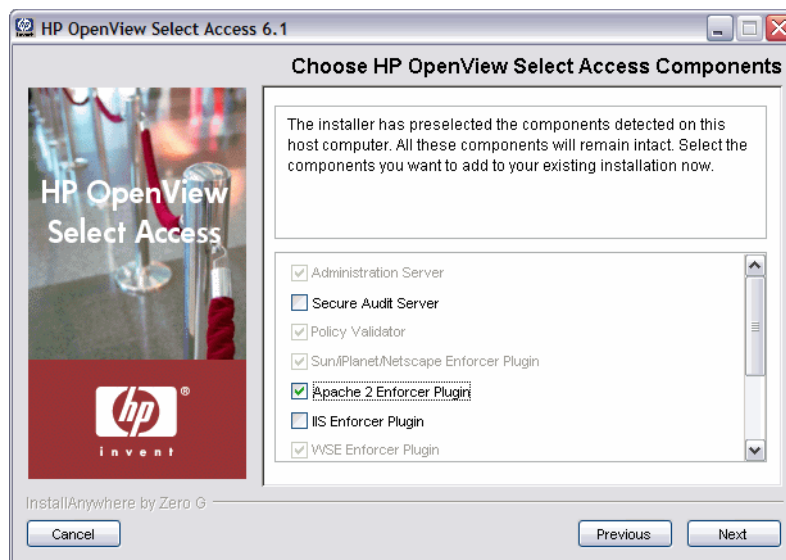 HP OpenView Select Access 6.1
Choose HP OpenView Select Access Components
HP OpenView
Select Access
hp
®
invent
The installer has preselected the components detected on this
host computer. All these components will remain intact. Select the
components you want to add to your existing installation now.
Administration Server
Secure Audit Server
Policy Validator
Sun/iPlanet/Netscape Enforcer Plugin
Apache 2 Enforcer Plugin
IIS Enforcer Plugin
WSE Enforcer Plugin
InstallAnywhere by Zero G
Cancel
Previous
Next